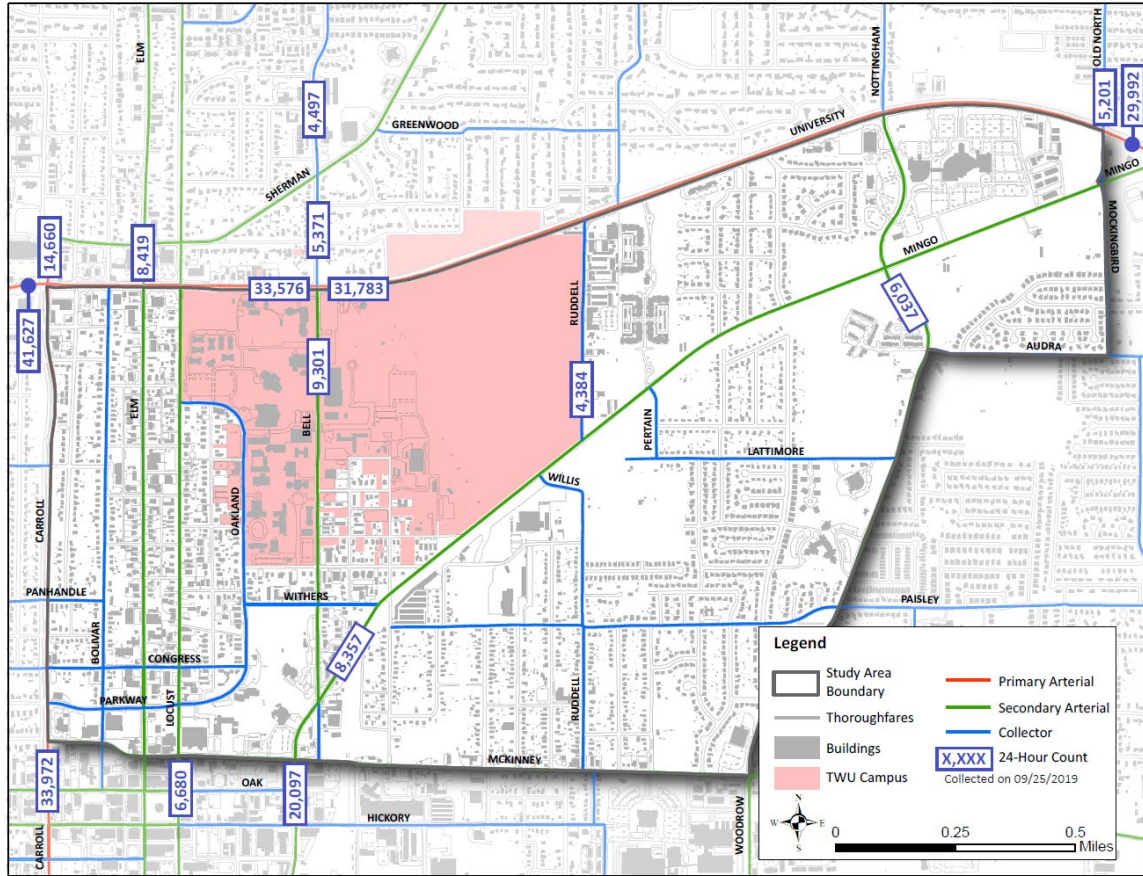 ELM
OLD NORTH
NOTTINGHAM
4,497
GREENWOOD
UNIVERSITY
5,201
29,992
SHERMAN
MINGO
14,660
8,419
5,371
MOCKINGBIRD
MINGO
33,576
31,783
RUDDELL
6,037
41,627
9,301
AUDRA
4,384
ELM
BELL
PERTAIN
LATTIMORE
WILLIS
CARROLL
OAKLAND
PANHANDLE
WITHERS
PAISLEY
BOLIVAR
8,357
CONGRESS
PARKWAY
LOCUST
RUDDELL
MCKINNEY
33,972
6,680
OAK
20,097
HICKORY
WOODROW
CARROLL
Legend
Study Area
Boundary
Thoroughfares
Buildings
TWU Campus
Primary Arterial
Secondary Arterial
Collector
X,XXX 24-Hour Count
Collected on 09/25/2019
N
W E
S
0 0.25 0.5
Miles